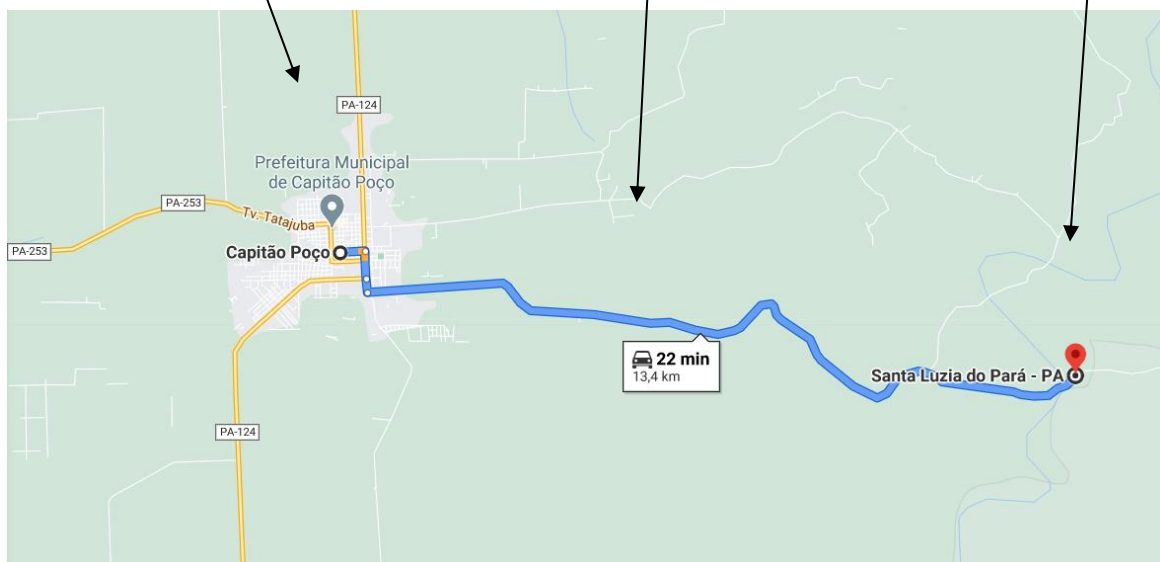 PA-124
Prefeitura Municipal
de Capitão Poço
PA-253
Tv. Tatajuba
PA-253
Capitão Poço
22 min
13,4 km
Santa Luzia do Pará - PA
PA-124